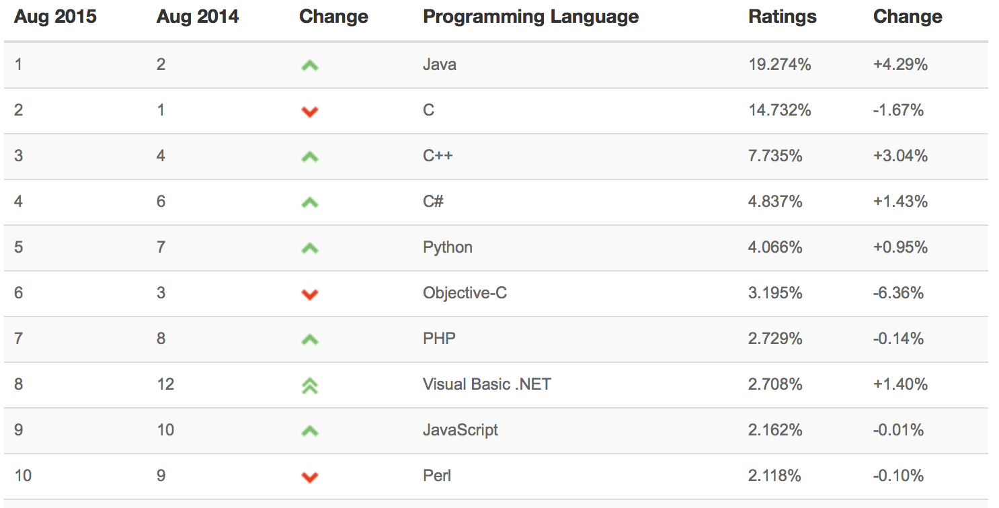 Aug 2015 Aug 2014 Change Programming Language Ratings Change
1 2 Java 19.274% +4.29%
2 1 C 14.732% -1.67%
3 4 C++ 7.735% +3.04%
4 6 C# 4.837% +1.43%
5 7 Python 4.066% +0.95%
6 3 Objective-C 3.195% -6.36%
7 8 PHP 2.729% -0.14%
8 12 Visual Basic .NET 2.708% +1.40%
9 10 JavaScript 2.162% -0.01%
10 9 Perl 2.118% -0.10%